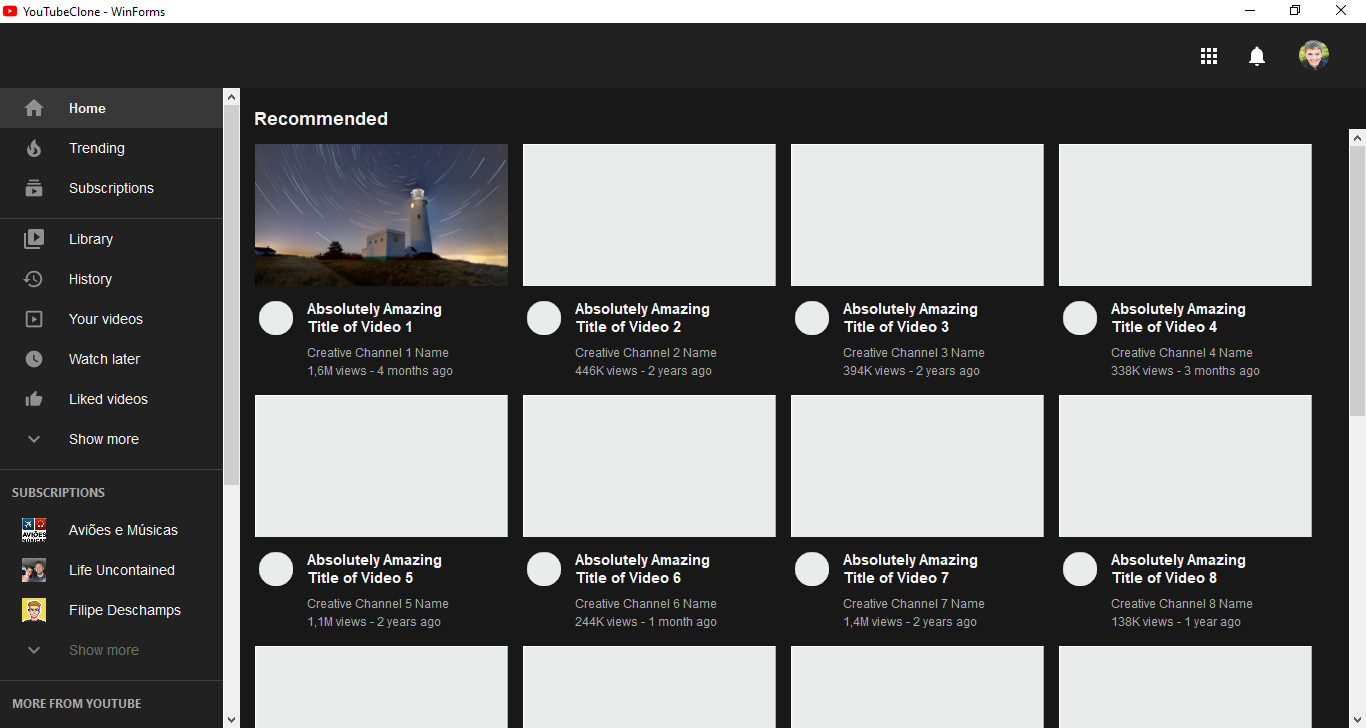 YouTubeClone - WinForms
Home
Trending
Subscriptions
Library
History
Your videos
Watch later
Liked videos
Show more
SUBSCRIPTIONS
AVIÕES
MÚSICAS
Aviões e Músicas
Life Uncontained
Filipe Deschamps
Show more
MORE FROM YOUTUBE
Recommended
Absolutely Amazing
Title of Video 1
Creative Channel 1 Name
1,6M views - 4 months ago
Absolutely Amazing
Title of Video 2
Creative Channel 2 Name
446K views - 2 years ago
Absolutely Amazing
Title of Video 3
Creative Channel 3 Name
394K views - 2 years ago
Absolutely Amazing
Title of Video 4
Creative Channel 4 Name
338K views - 3 months ago
Absolutely Amazing
Title of Video 5
Creative Channel 5 Name
1,1M views - 2 years ago
Absolutely Amazing
Title of Video 6
Creative Channel 6 Name
244K views - 1 month ago
Absolutely Amazing
Title of Video 7
Creative Channel 7 Name
1,4M views - 2 years ago
Absolutely Amazing
Title of Video 8
Creative Channel 8 Name
138K views - 1 year ago